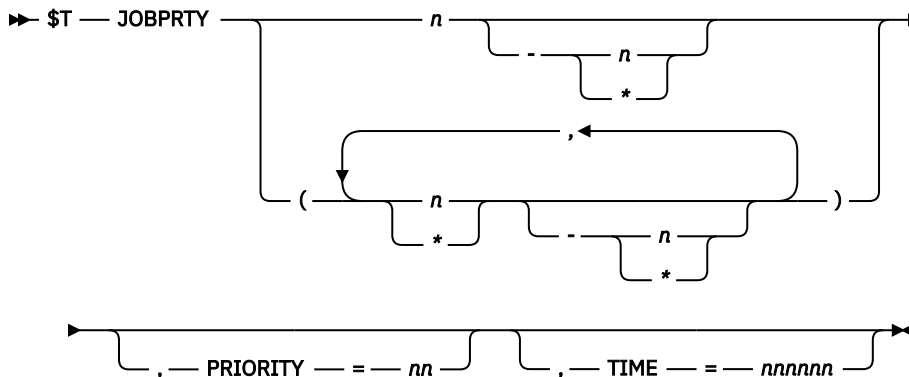 $T JOBPRTY n
- n
*
,
( n )
* - n
*
, PRIORITY = nn , TIME = nnnnnn